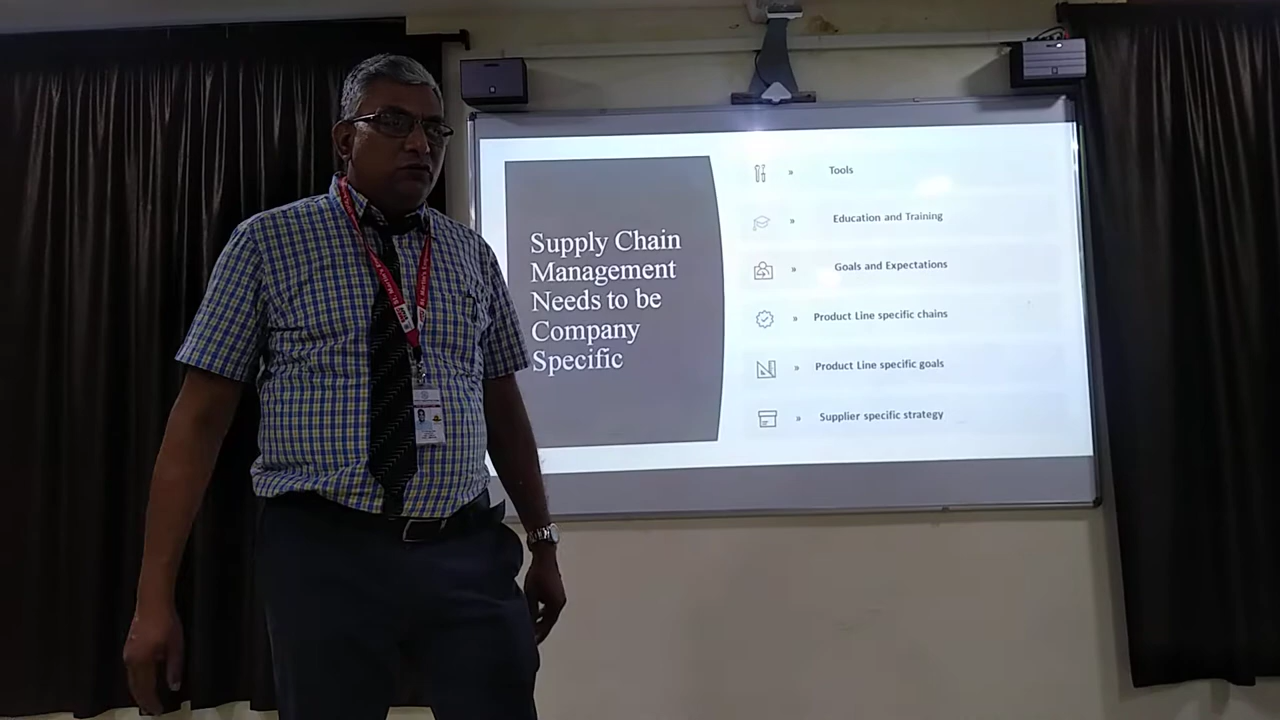 Supply Chain
Management
Needs to be
Company
Specific
» Tools
» Education and Training
» Goals and Expectations
» Product Line specific chains
» Product Line specific goals
» Supplier specific strategy